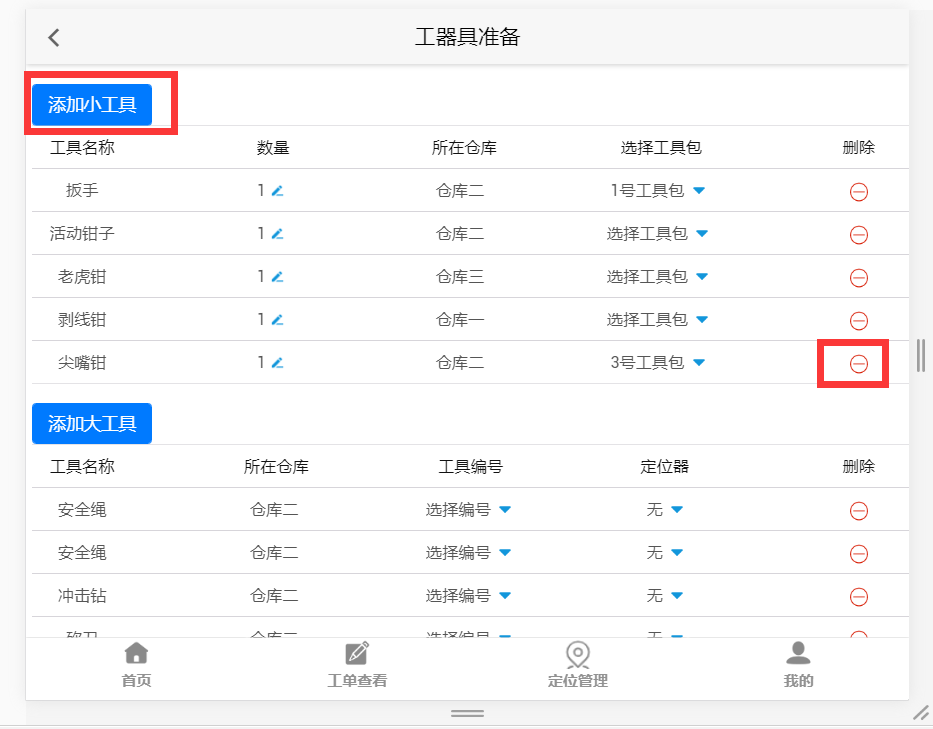 工器具准备
添加小工具
工具名称 数量 所在仓库 选择工具包 删除
扳手 1 仓库二 1号工具包
活动钳子 1 仓库二 选择工具包
老虎钳 1 仓库三 选择工具包
剥线钳 1 仓库一 选择工具包
尖嘴钳 1 仓库二 3号工具包
添加大工具
工具名称 所在仓库 工具编号 定位器 删除
安全绳 仓库二 选择编号 无
安全绳 仓库二 选择编号 无
冲击钻 仓库二 选择编号 无
首页 工单查看 定位管理 我的